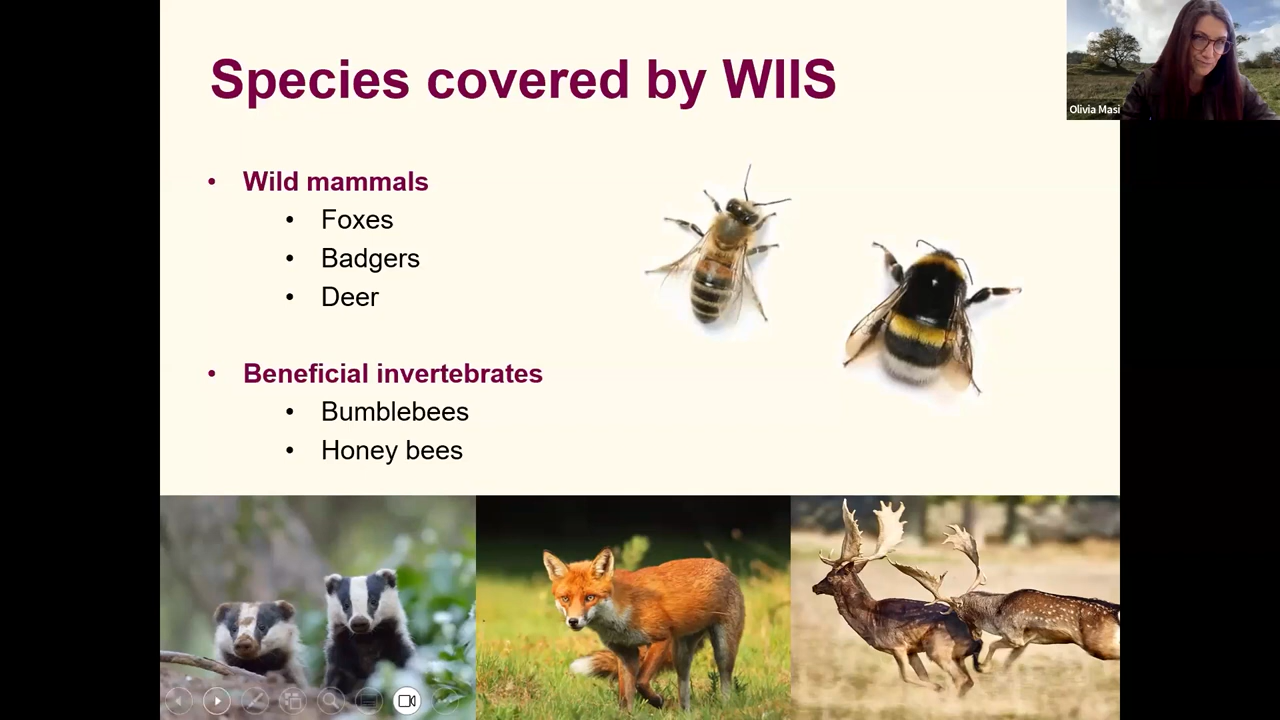 Species covered by WIIS
Olivia Masi
• Wild mammals
• Foxes
• Badgers
• Deer
• Beneficial invertebrates
• Bumblebees
• Honey bees